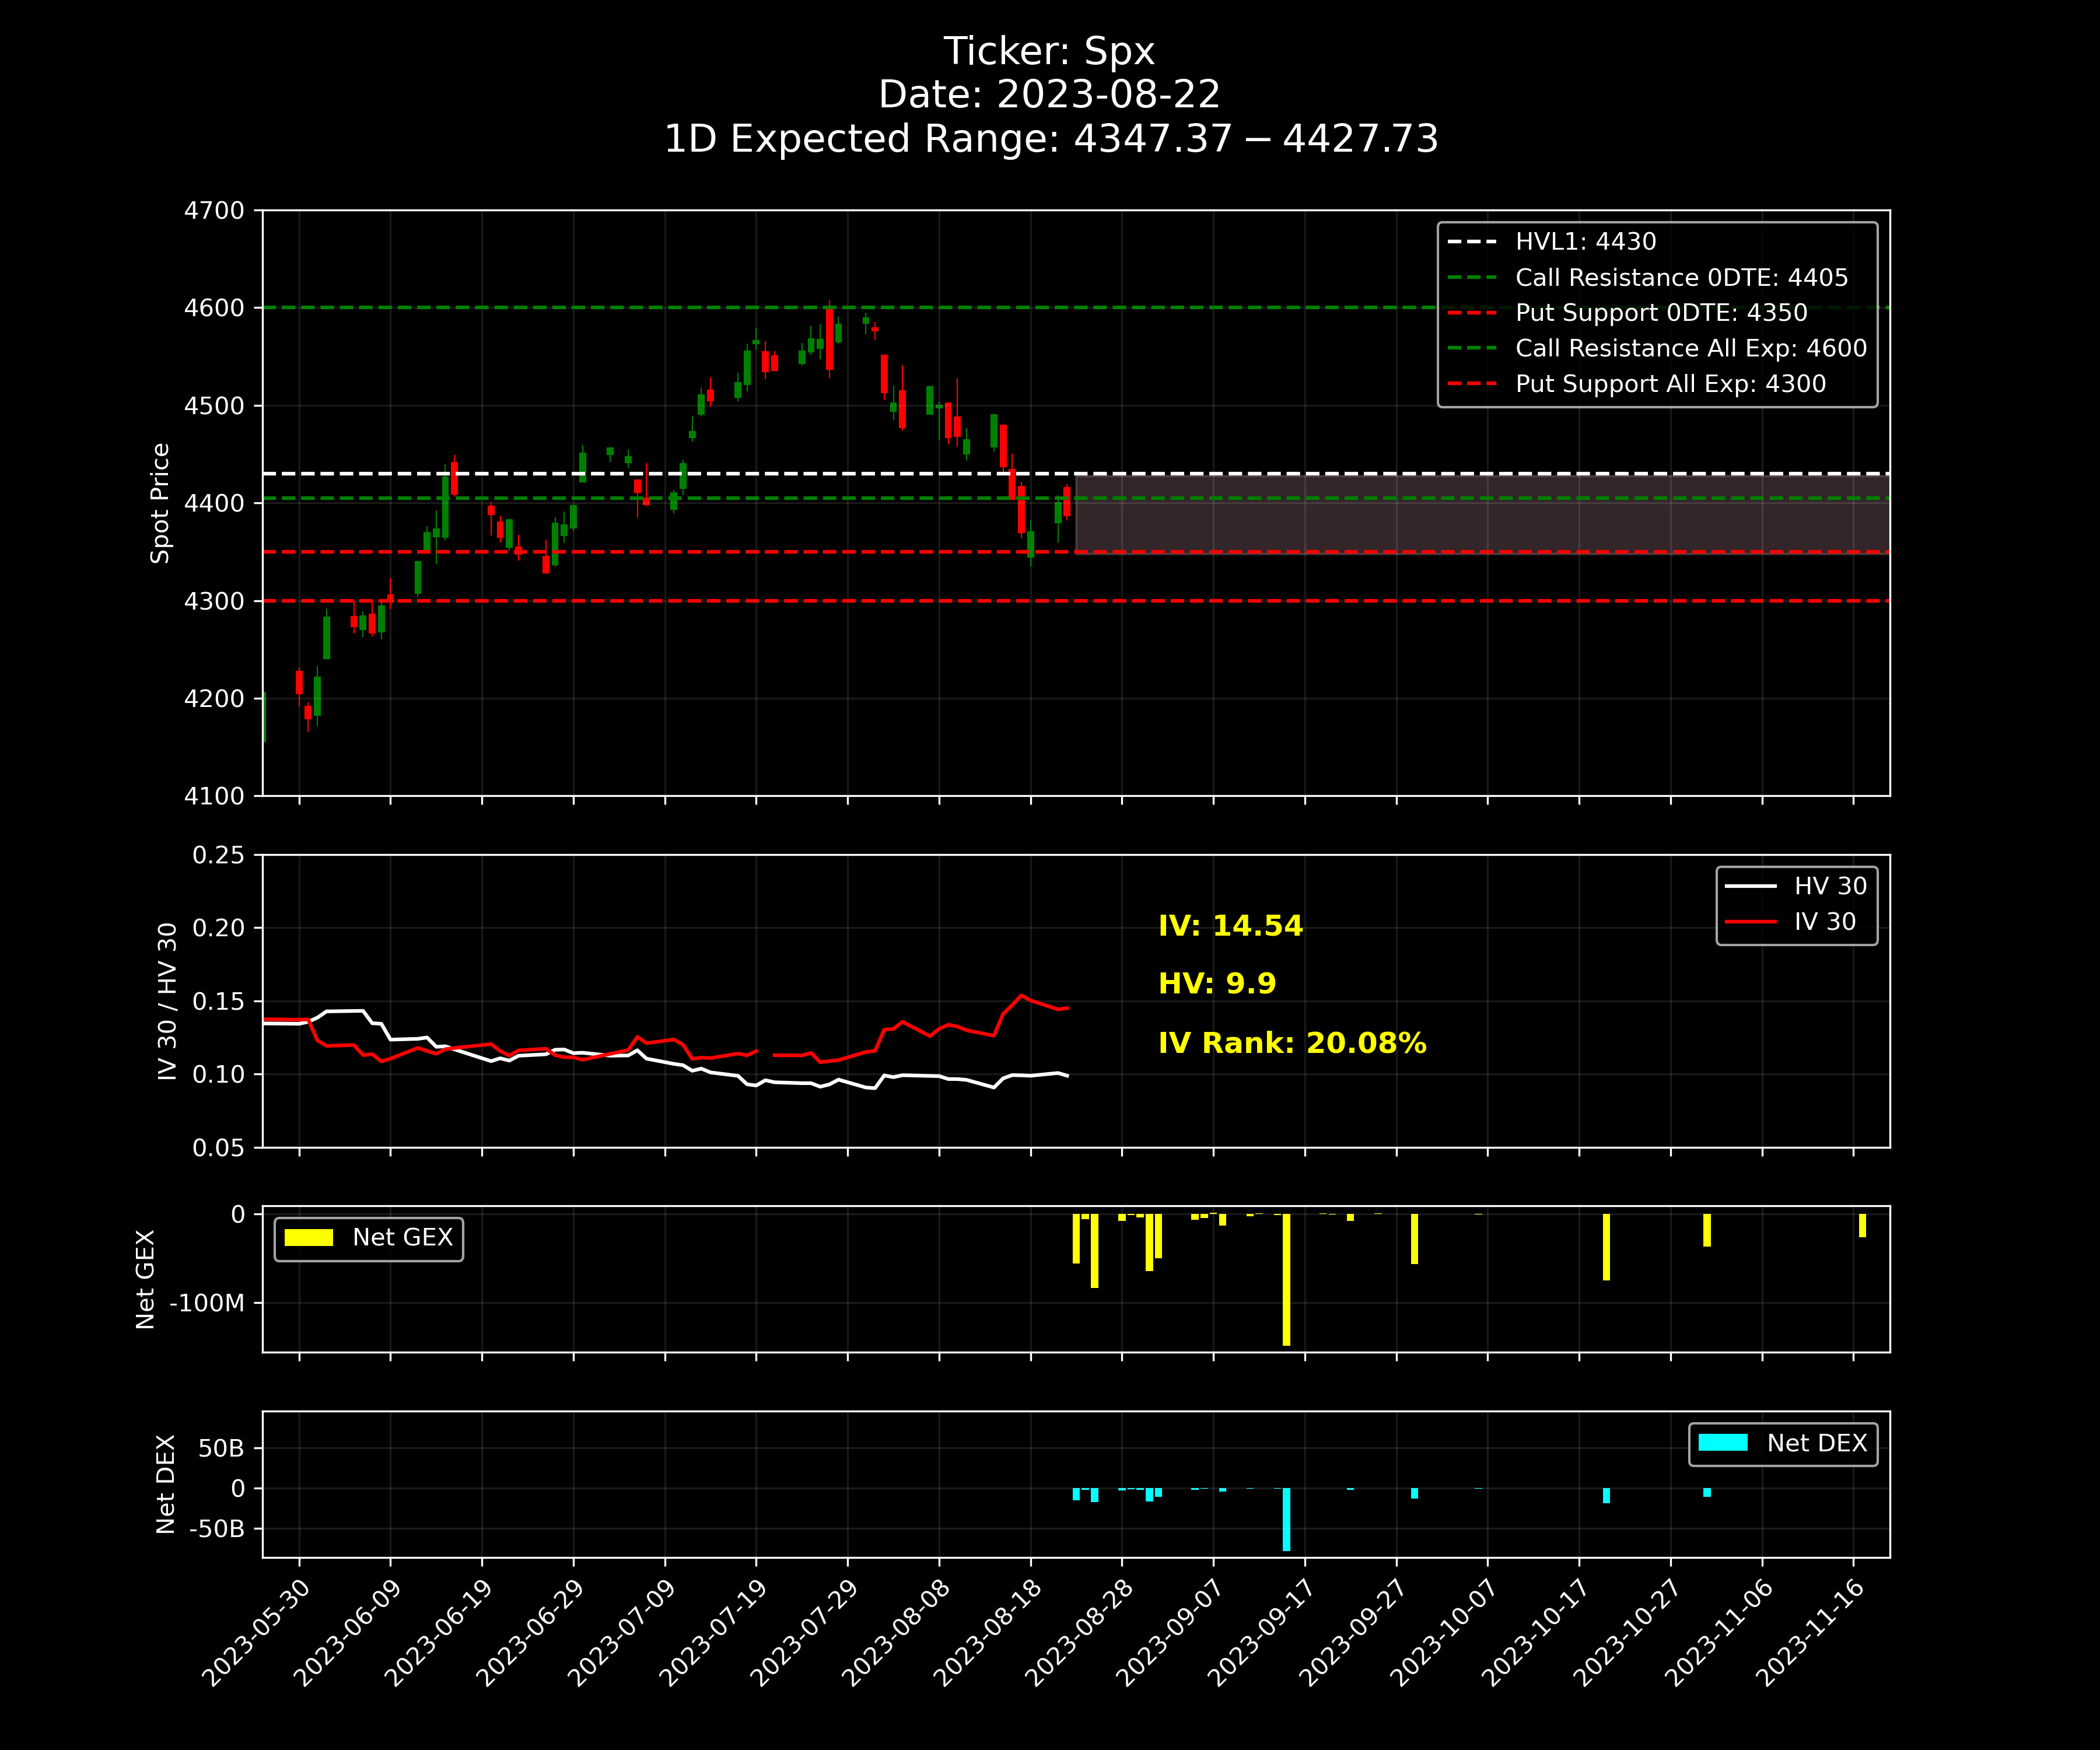 Ticker: Spx
Date: 2023-08-22
1D Expected Range: 4347.37 − 4427.73
4700
4600
4500
4400
4300
4200
4100
Spot Price
HVL1: 4430
Call Resistance 0DTE: 4405
Put Support 0DTE: 4350
Call Resistance All Exp: 4600
Put Support All Exp: 4300
0.25
0.20
0.15
0.10
0.05
IV 30 / HV 30
IV: 14.54
HV: 9.9
IV Rank: 20.08%
HV 30
IV 30
0
-100M
Net GEX
Net GEX
50B
0
-50B
Net DEX
Net DEX
2023-05-30
2023-06-09
2023-06-19
2023-06-29
2023-07-09
2023-07-19
2023-07-29
2023-08-08
2023-08-18
2023-08-28
2023-09-07
2023-09-17
2023-09-27
2023-10-07
2023-10-17
2023-10-27
2023-11-06
2023-11-16